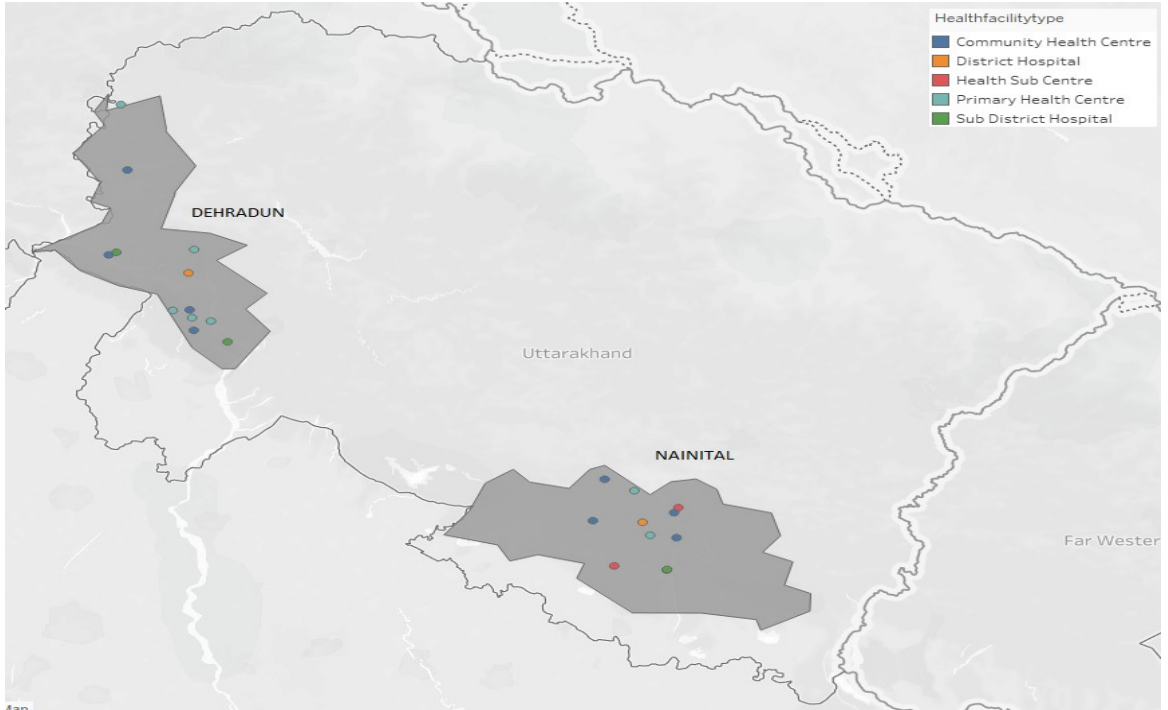 Healthfacilitytype
Community Health Centre
District Hospital
Health Sub Centre
Primary Health Centre
Sub District Hospital
DEHRADUN
Uttarakhand
NAINITAL
Far Wester